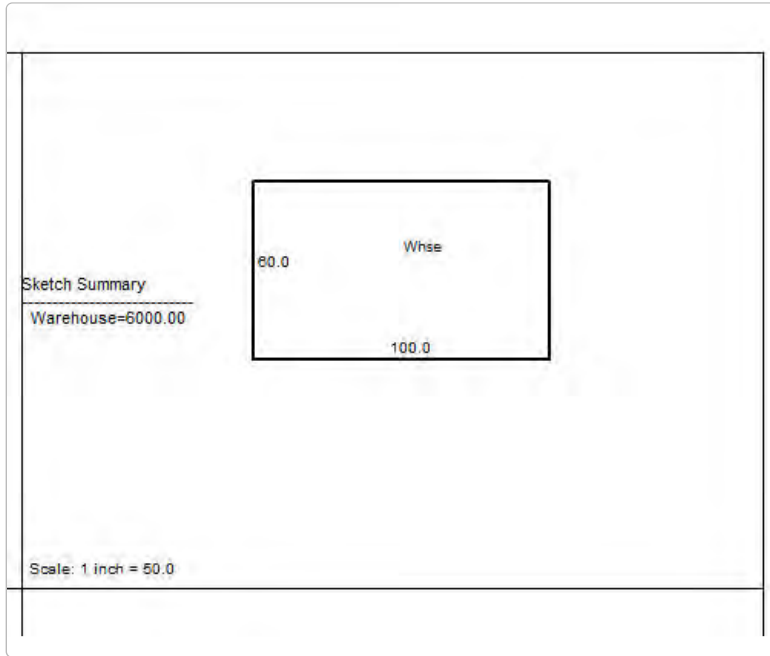 Whse
60.0
Sketch Summary
Warehouse=6000.00
100.0
Scale: 1 inch = 50.0